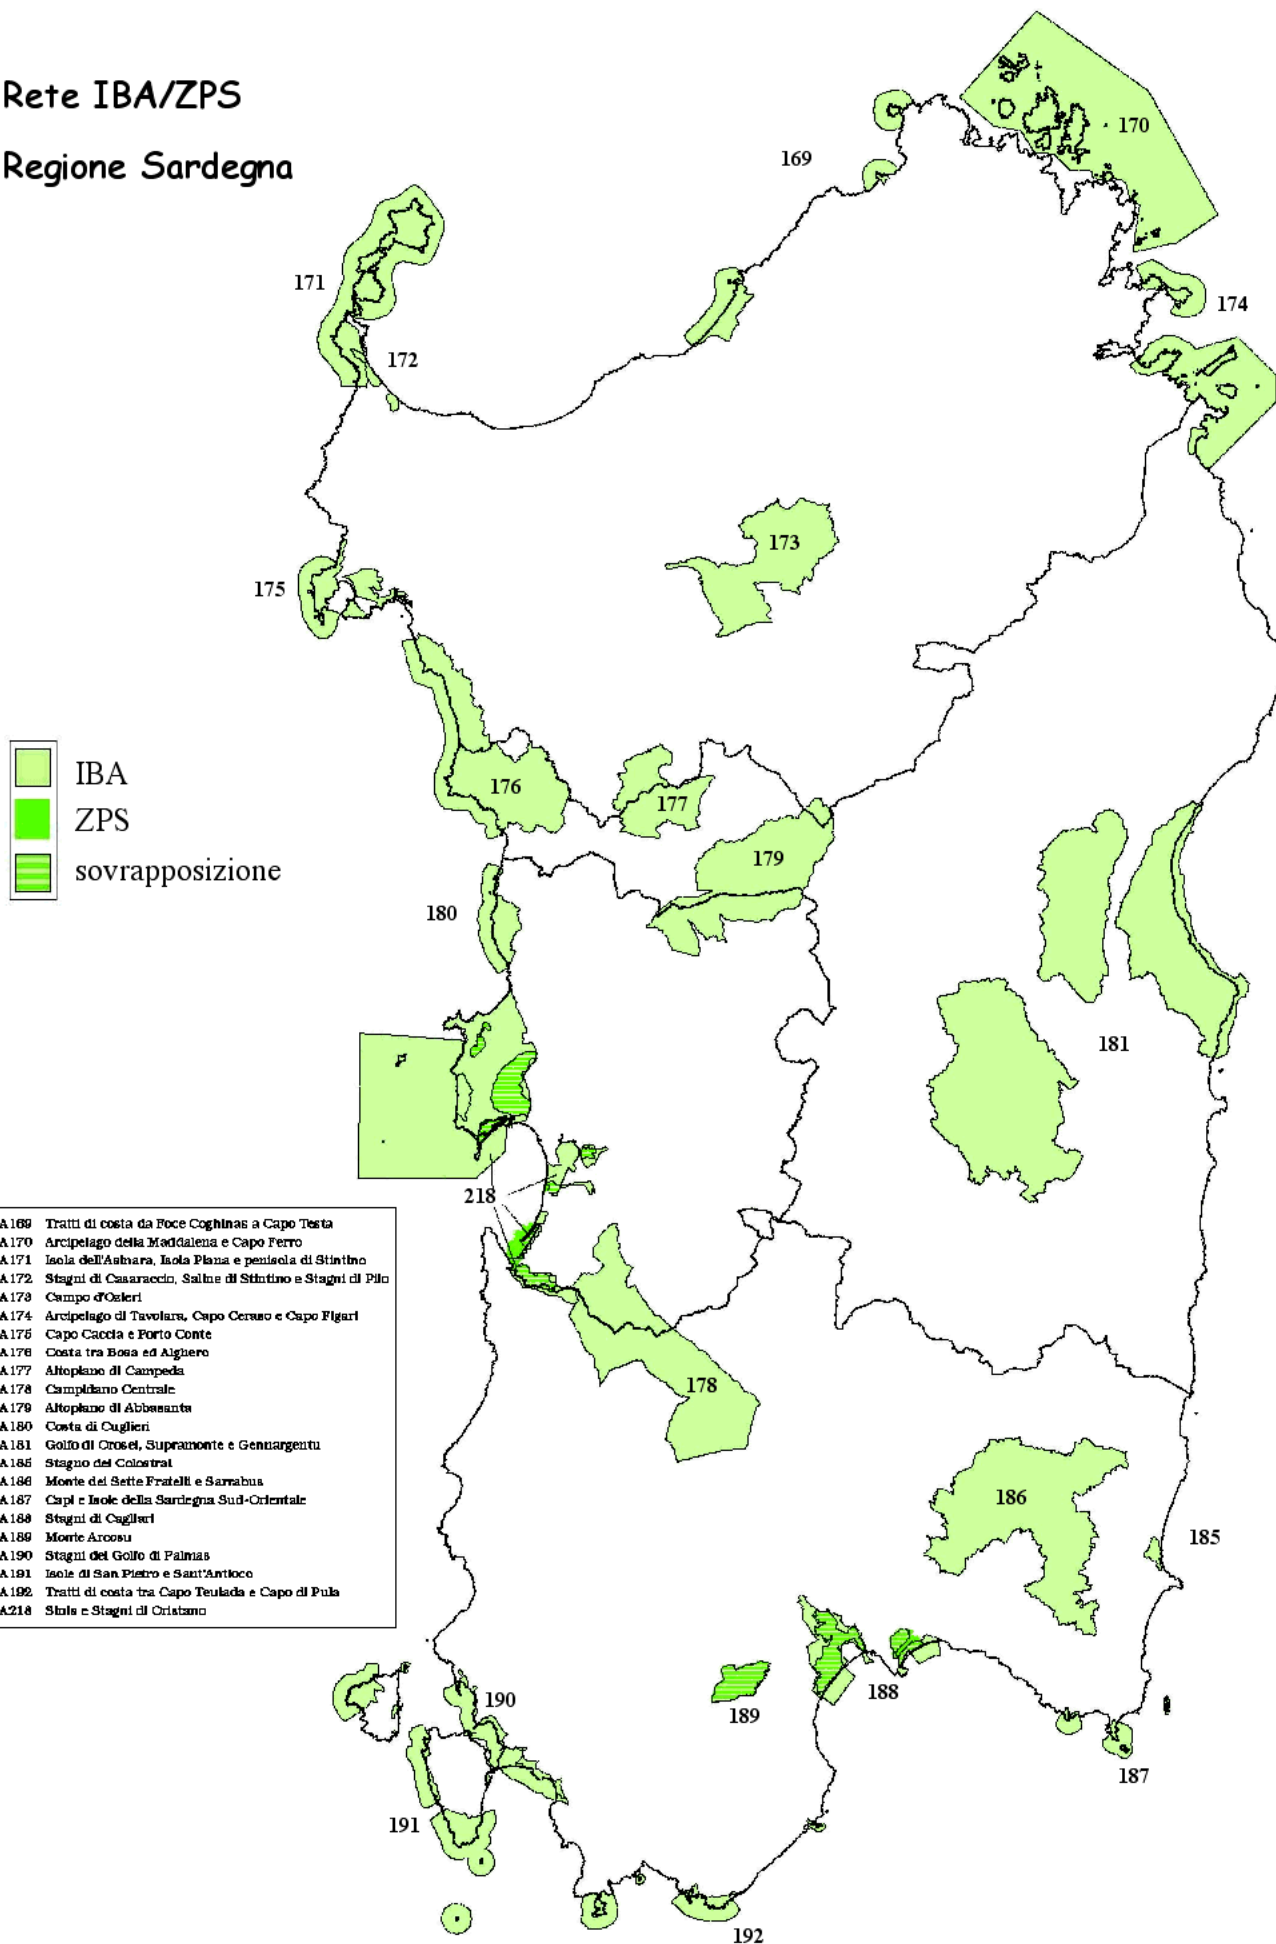 Rete IBA/ZPS
Regione Sardegna
170
169
171
174
172
173
175
IBA
ZPS
sovrapposizione
176
177
179
180
181
218
A169 Tratti di costa da Foce Coghinas a Capo Testa
A170 Arcipelago della Maddalena e Capo Ferro
A171 Isola dell'Asinara, Isola Piana e penisola di Stintino
A172 Stagni di Casaraccio, Saline di Stintino e Stagni di Pilo
A173 Campo d'Ozieri
A174 Arcipelago di Tavolara, Capo Ceraso e Capo Figari
A175 Capo Caccia e Porto Conte
A176 Costa tra Bosa ed Alghero
A177 Altopiano di Campeda
A178 Campidano Centrale
A179 Altopiano di Abbasanta
A180 Costa di Cuglieri
A181 Golfo di Orosei, Supramonte e Gennargentu
A185 Stagno dei Colostrai
A186 Monte dei Sette Fratelli e Sarrabus
A187 Capi e Isole della Sardegna Sud-Orientale
A188 Stagni di Cagliari
A189 Monte Arcosu
A190 Stagni del Golfo di Palmas
A191 Isole di San Pietro e Sant'Antioco
A192 Tratti di costa tra Capo Teulada e Capo di Pula
A218 Sinis e Stagni di Oristano
178
186
185
188
190
189
187
191
192